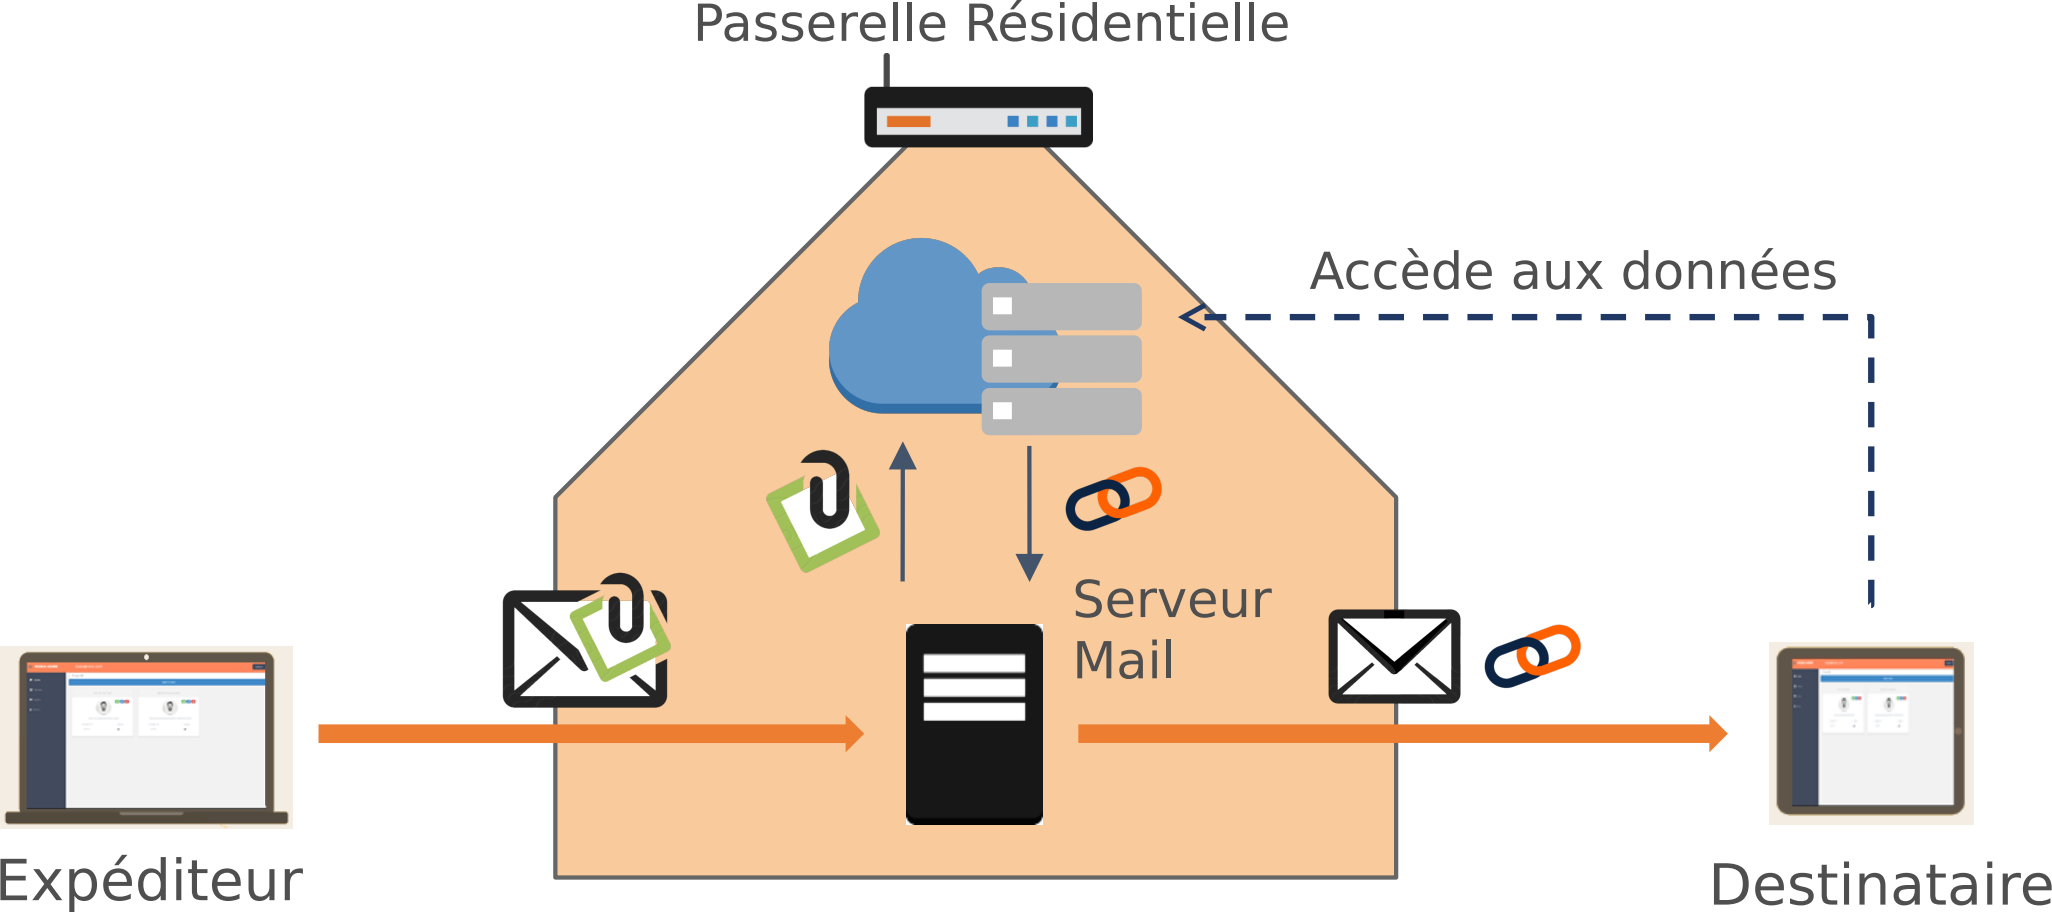 Passerelle Résidentielle
Accède aux données
Serveur
Mail
Expéditeur
Destinataire